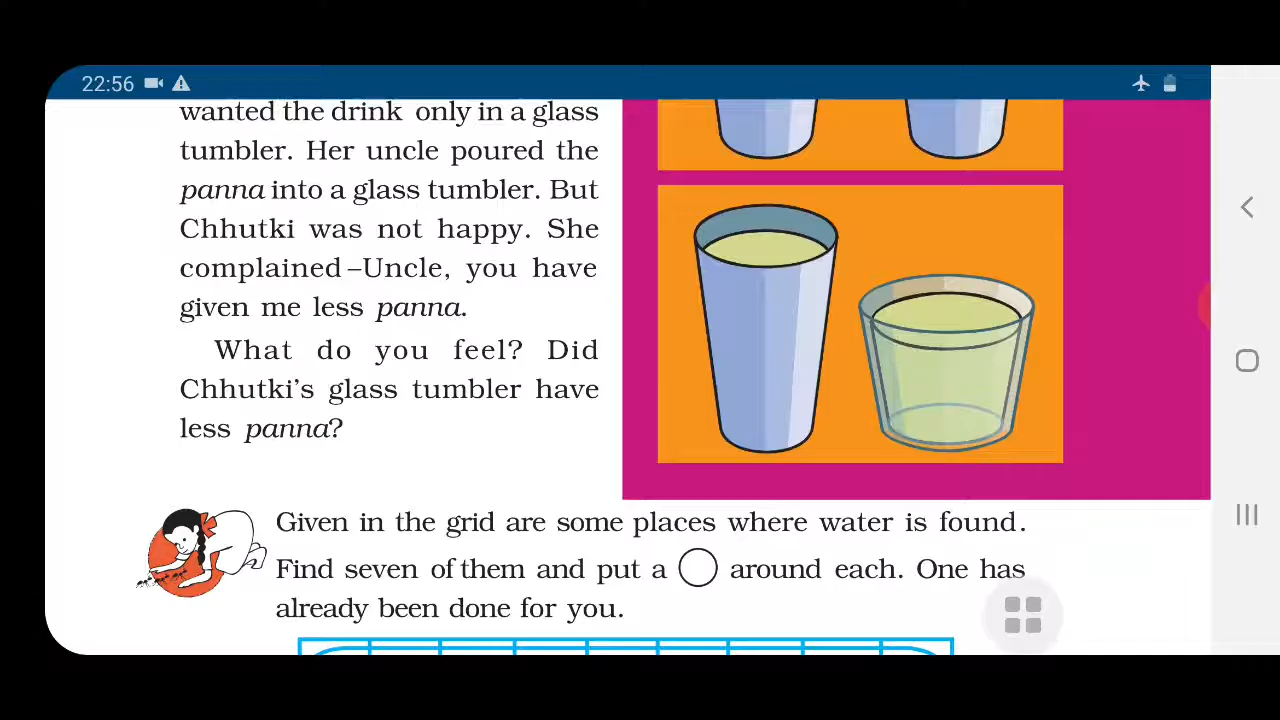 22:56
wanted the drink only in a glass
tumbler. Her uncle poured the
panna into a glass tumbler. But
Chhutki was not happy. She
complained –Uncle, you have
given me less panna.
What do you feel? Did
Chhutki's glass tumbler have
less panna?
Given in the grid are some places where water is found.
Find seven of them and put a around each. One has
already been done for you.